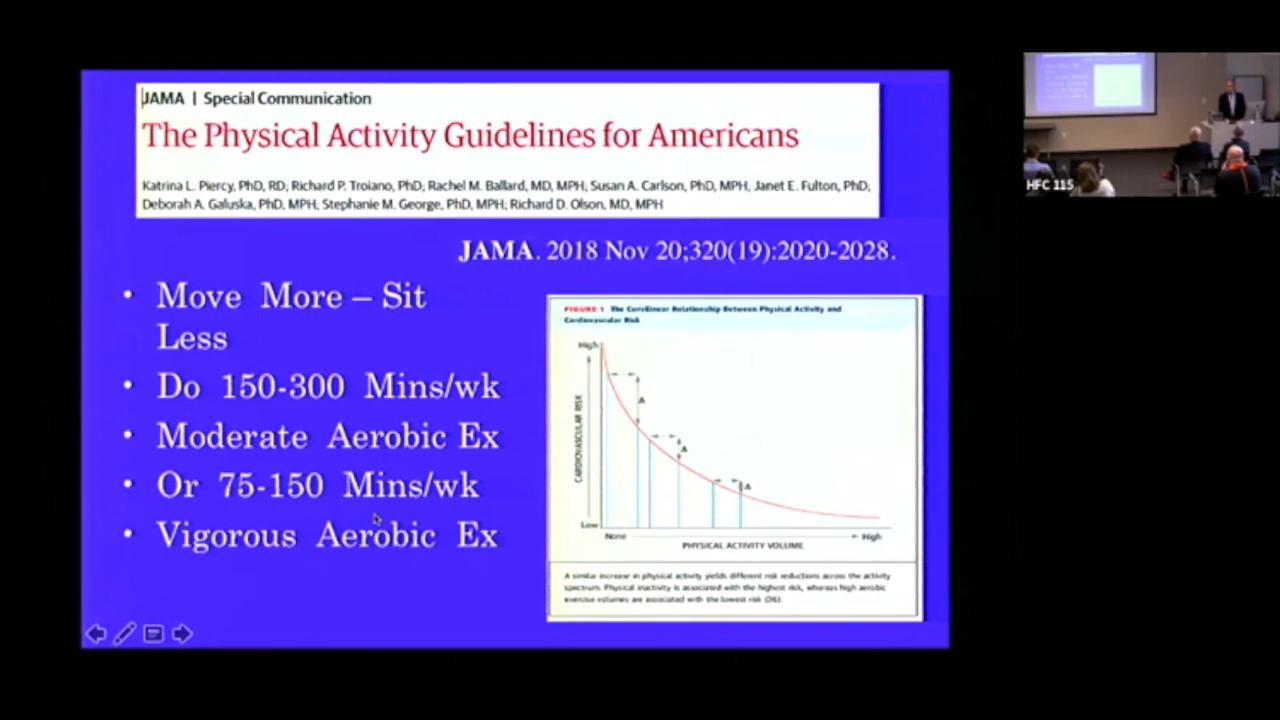 JAMA | Special Communication
The Physical Activity Guidelines for Americans
Katrina L. Piercy, PhD, RD; Richard P. Troiano, PhD; Rachel M. Ballard, MD, MPH; Susan A. Carlson, PhD, MPH; Janet E. Fulton, PhD;
Deborah A. Galuska, PhD, MPH; Stephanie M. George, PhD, MPH; Richard D. Olson, MD, MPH
JAMA. 2018 Nov 20;320(19):2020-2028.
• Move More – Sit
Less
• Do 150-300 Mins/wk
• Moderate Aerobic Ex
• Or 75-150 Mins/wk
• Vigorous Aerobic Ex
FIGURE 1 The Curvilinear Relationship Between Physical Activity and
Cardiovascular Risk
High
CARDIOVASCULAR RISK
A
A
A
Low
None
High
PHYSICAL ACTIVITY VOLUME
A similar increase in physical activity yields different risk reductions across the activity
spectrum. Physical inactivity is associated with the highest risk, whereas high aerobic
exercise volumes are associated with the lowest risk (26).
HFC 115